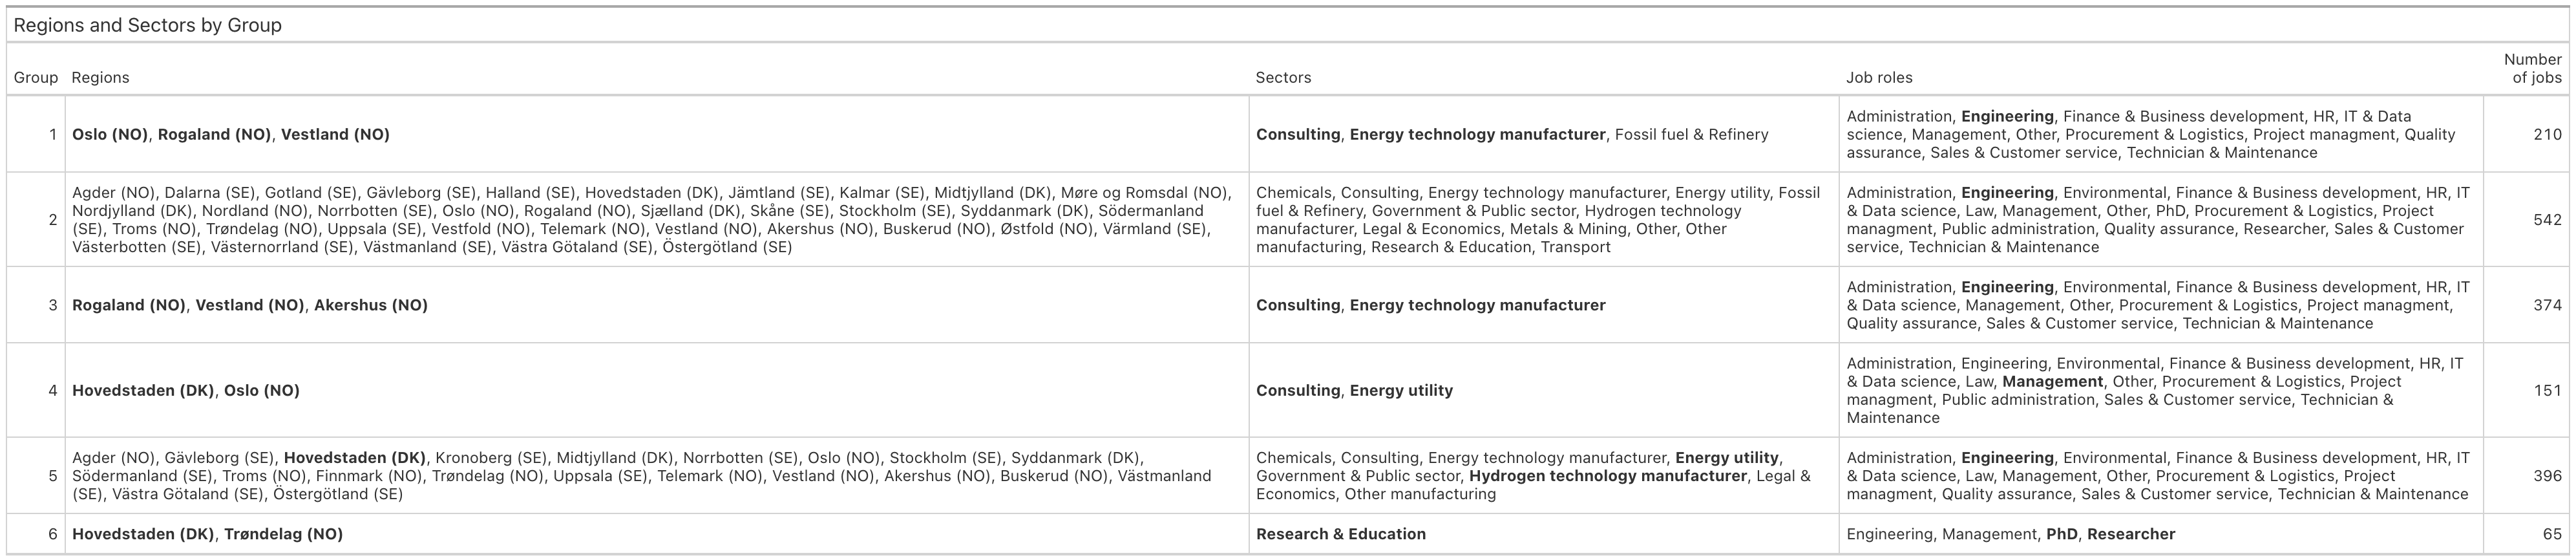 Regions and Sectors by Group
Group Regions Sectors Job roles Number of jobs
1
Oslo (NO), Rogaland (NO), Vestland (NO)
Consulting, Energy technology manufacturer, Fossil fuel & Refinery
Administration, Engineering, Finance & Business development, HR, IT & Data
science, Management, Other, Procurement & Logistics, Project managment, Quality
assurance, Sales & Customer service, Technician & Maintenance
210
2
Agder (NO), Dalarna (SE), Gotland (SE), Gävleborg (SE), Halland (SE), Hovedstaden (DK), Jämtland (SE), Kalmar (SE), Midtjylland (DK), Møre og Romsdal (NO),
Nordjylland (DK), Nordland (NO), Norrbotten (SE), Oslo (NO), Rogaland (NO), Sjælland (DK), Skåne (SE), Stockholm (SE), Syddanmark (DK), Södermanland
(SE), Troms (NO), Trøndelag (NO), Uppsala (SE), Vestfold (NO), Telemark (NO), Vestland (NO), Akershus (NO), Buskerud (NO), Østfold (NO), Värmland (SE),
Västerbotten (SE), Västernorrland (SE), Västmanland (SE), Västra Götaland (SE), Östergötland (SE)
Chemicals, Consulting, Energy technology manufacturer, Energy utility, Fossil
fuel & Refinery, Government & Public sector, Hydrogen technology
manufacturer, Legal & Economics, Metals & Mining, Other, Other
manufacturing, Research & Education, Transport
Administration, Engineering, Environmental, Finance & Business development, HR, IT
& Data science, Law, Management, Other, PhD, Procurement & Logistics, Project
managment, Public administration, Quality assurance, Researcher, Sales & Customer
service, Technician & Maintenance
542
3
Rogaland (NO), Vestland (NO), Akershus (NO)
Consulting, Energy technology manufacturer
Administration, Engineering, Environmental, Finance & Business development, HR, IT
& Data science, Management, Other, Procurement & Logistics, Project managment,
Quality assurance, Sales & Customer service, Technician & Maintenance
374
4
Hovedstaden (DK), Oslo (NO)
Consulting, Energy utility
Administration, Engineering, Environmental, Finance & Business development, HR, IT
& Data science, Law, Management, Other, Procurement & Logistics, Project
managment, Public administration, Sales & Customer service, Technician &
Maintenance
151
5
Agder (NO), Gävleborg (SE), Hovedstaden (DK), Kronoberg (SE), Midtjylland (DK), Norrbotten (SE), Oslo (NO), Stockholm (SE), Syddanmark (DK),
Södermanland (SE), Troms (NO), Finnmark (NO), Trøndelag (NO), Uppsala (SE), Telemark (NO), Vestland (NO), Akershus (NO), Buskerud (NO), Västmanland
(SE), Västra Götaland (SE), Östergötland (SE)
Chemicals, Consulting, Energy technology manufacturer, Energy utility,
Government & Public sector, Hydrogen technology manufacturer, Legal &
Economics, Other manufacturing
Administration, Engineering, Environmental, Finance & Business development, HR, IT
& Data science, Law, Management, Other, Procurement & Logistics, Project
managment, Quality assurance, Sales & Customer service, Technician & Maintenance
396
6
Hovedstaden (DK), Trøndelag (NO)
Research & Education
Engineering, Management, PhD, Researcher
65